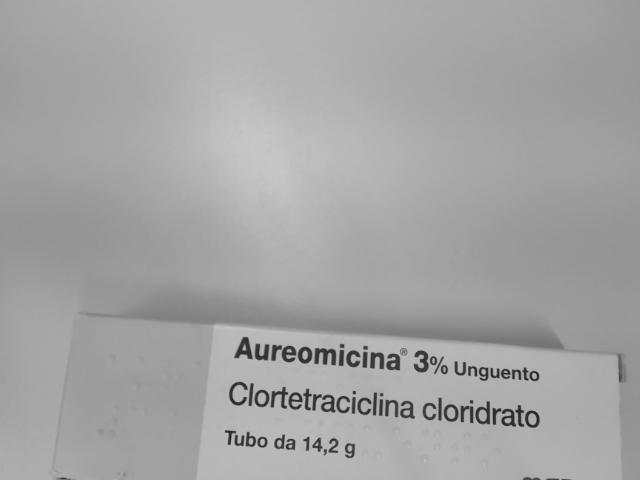 Aureomicina® 3% Unguento
Clortetraciclina cloridrato
Tubo da 14,2 g